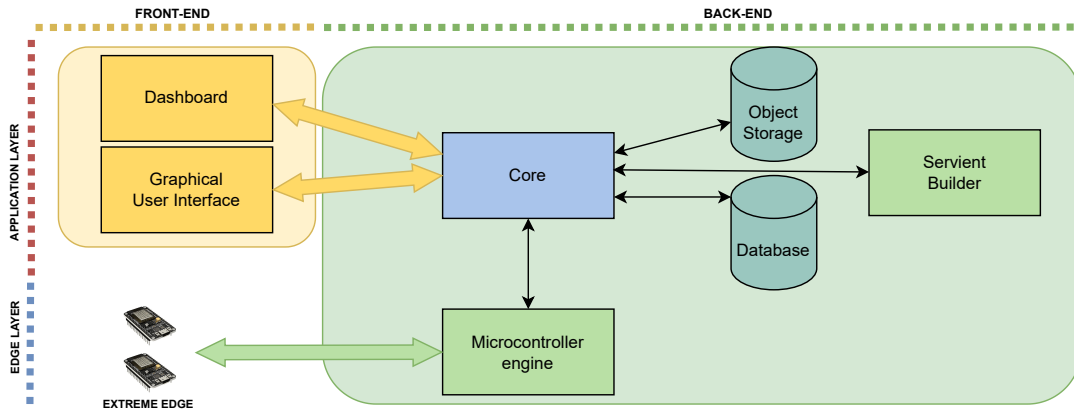 FRONT-END
BACK-END
APPLICATION LAYER
Dashboard
Graphical
User Interface
Core
Object
Storage
Servient
Builder
Database
EDGE LAYER
Microcontroller
engine
EXTREME EDGE